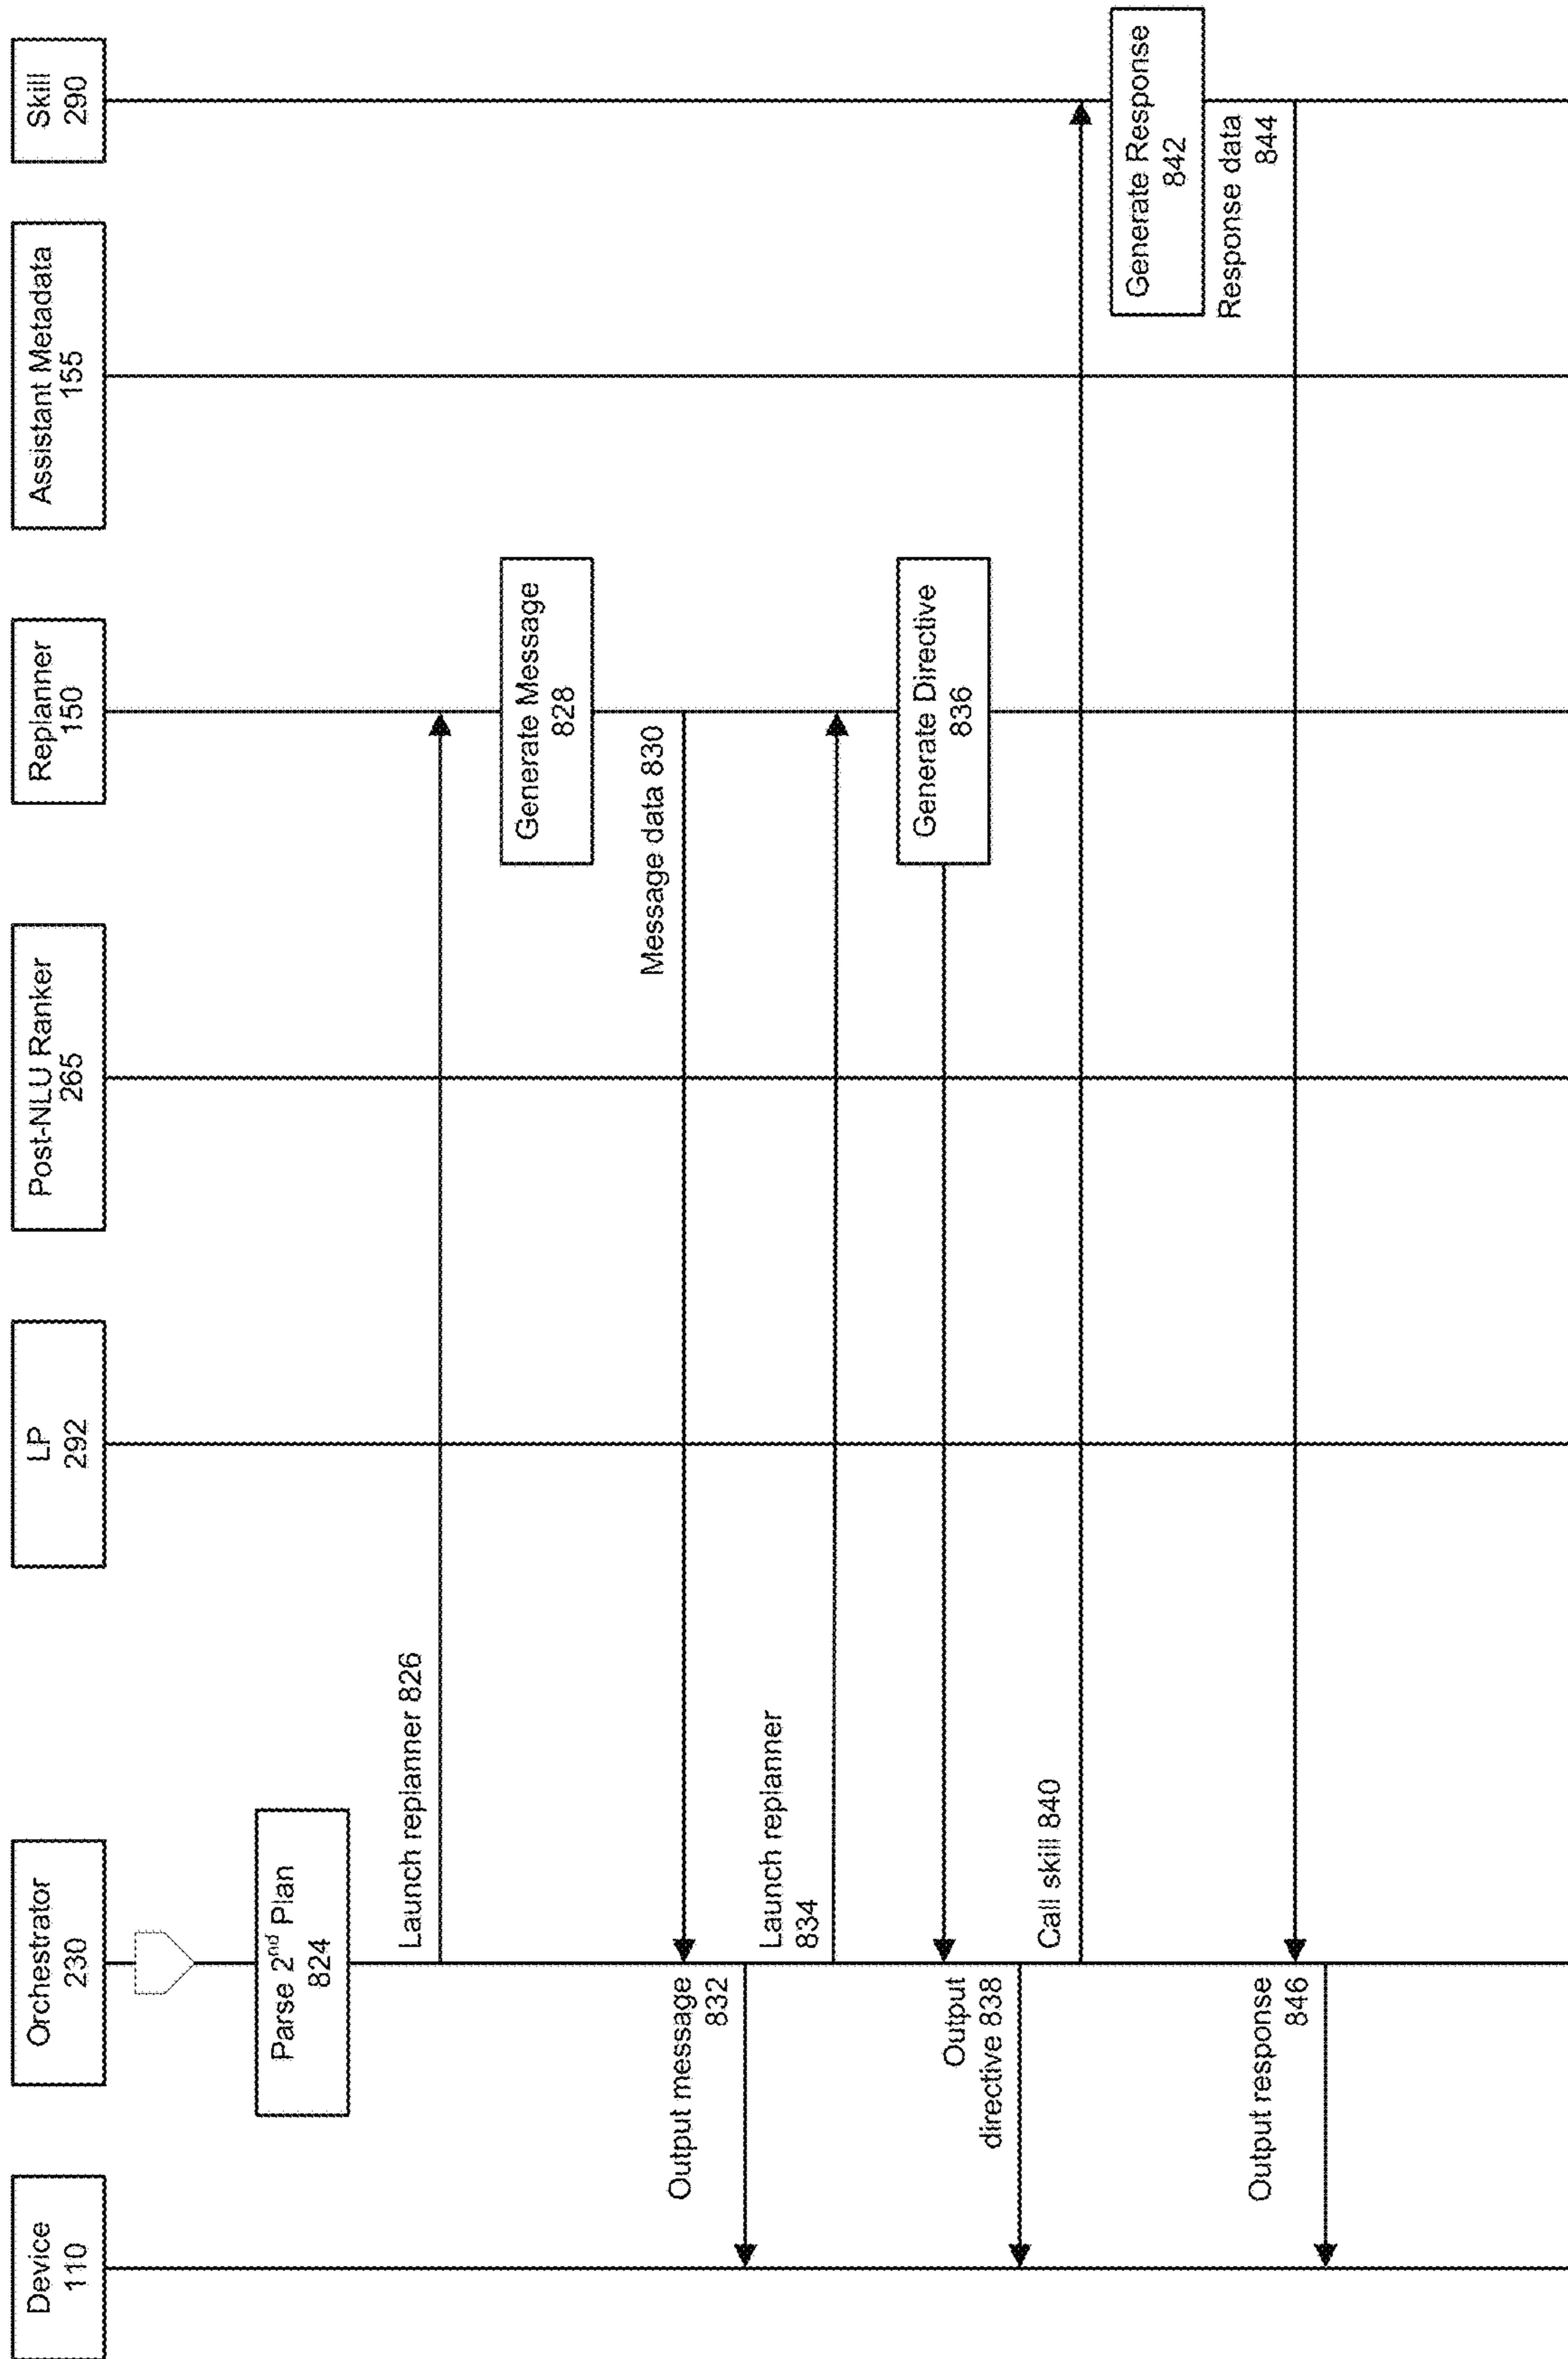 Device
110
Orchestrator
230
LP
292
Post-NLU Ranker
265
Replanner
150
Assistant Metadata
155
Skill
290
Parse 2nd Plan
824
Launch replanner 826
Generate Message
828
Message data 830
Output message
832
Launch replanner
834
Generate Directive
836
Output
directive 838
Call skill 840
Generate Response
842
Response data
844
Output response
846